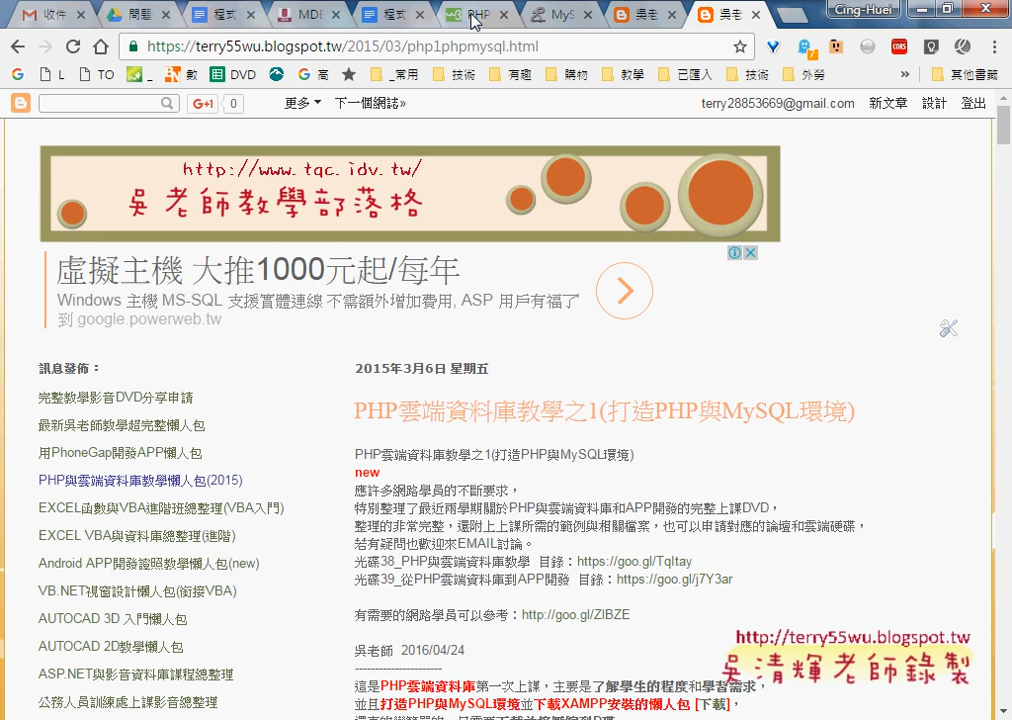 Cing-Huei
收件
問題
程式
MDE
程式
PHP
MyS
吳老
吳老
https://terry55wu.blogspot.tw/2015/03/php1phpmysql.html
L
TO
_
數
DVD
高
_常用
技術
有趣
購物
教學
已匯入
技術
外勞
»
其他書籤
G+1
0
更多
下一個網誌»
terry28853669@gmail.com
新文章
設計
登出
http://www.tqc.idv.tw/
吳老師教學部落格
虛擬主機 大推1000元起/每年
Windows 主機 MS-SQL 支援實體連線 不需額外增加費用, ASP 用戶有福了
到 google.powerweb.tw
訊息發佈：
完整教學影音DVD分享申請
最新吳老師教學超完整懶人包
用PhoneGap開發APP懶人包
PHP與雲端資料庫教學懶人包(2015)
EXCEL函數與VBA進階班總整理(VBA入門)
EXCEL VBA與資料庫總整理(進階)
Android APP開發證照教學懶人包(new)
VB.NET視窗設計懶人包(銜接VBA)
AUTOCAD 3D 入門懶人包
AUTOCAD 2D教學懶人包
ASP.NET與影音資料庫課程總整理
公務人員訓練處上課影音總整理
2015年3月6日 星期五
PHP雲端資料庫教學之1(打造PHP與MySQL環境)
PHP雲端資料庫教學之1(打造PHP與MySQL環境)
new
應許多網路學員的不斷要求，
特別整理了最近兩學期關於PHP與雲端資料庫和APP開發的完整上課DVD，
整理的非常完整，還附上上課所需的範例與相關檔案，也可以申請對應的論壇和雲端硬碟，
若有疑問也歡迎來EMAIL討論。
光碟38_PHP與雲端資料庫教學 目錄：https://goo.gl/TqItay
光碟39_從PHP雲端資料庫到APP開發 目錄：https://goo.gl/j7Y3ar
有需要的網路學員可以參考：http://goo.gl/ZlBZE
吳老師 2016/04/24
----------------------
這是PHP雲端資料庫第一次上課，主要是了解學生的程度和學習需求，
並且打造PHP與MySQL環境並下載XAMPP安裝的懶人包 [下載]，
http://terry55wu.blogspot.tw
吳清輝老師錄製